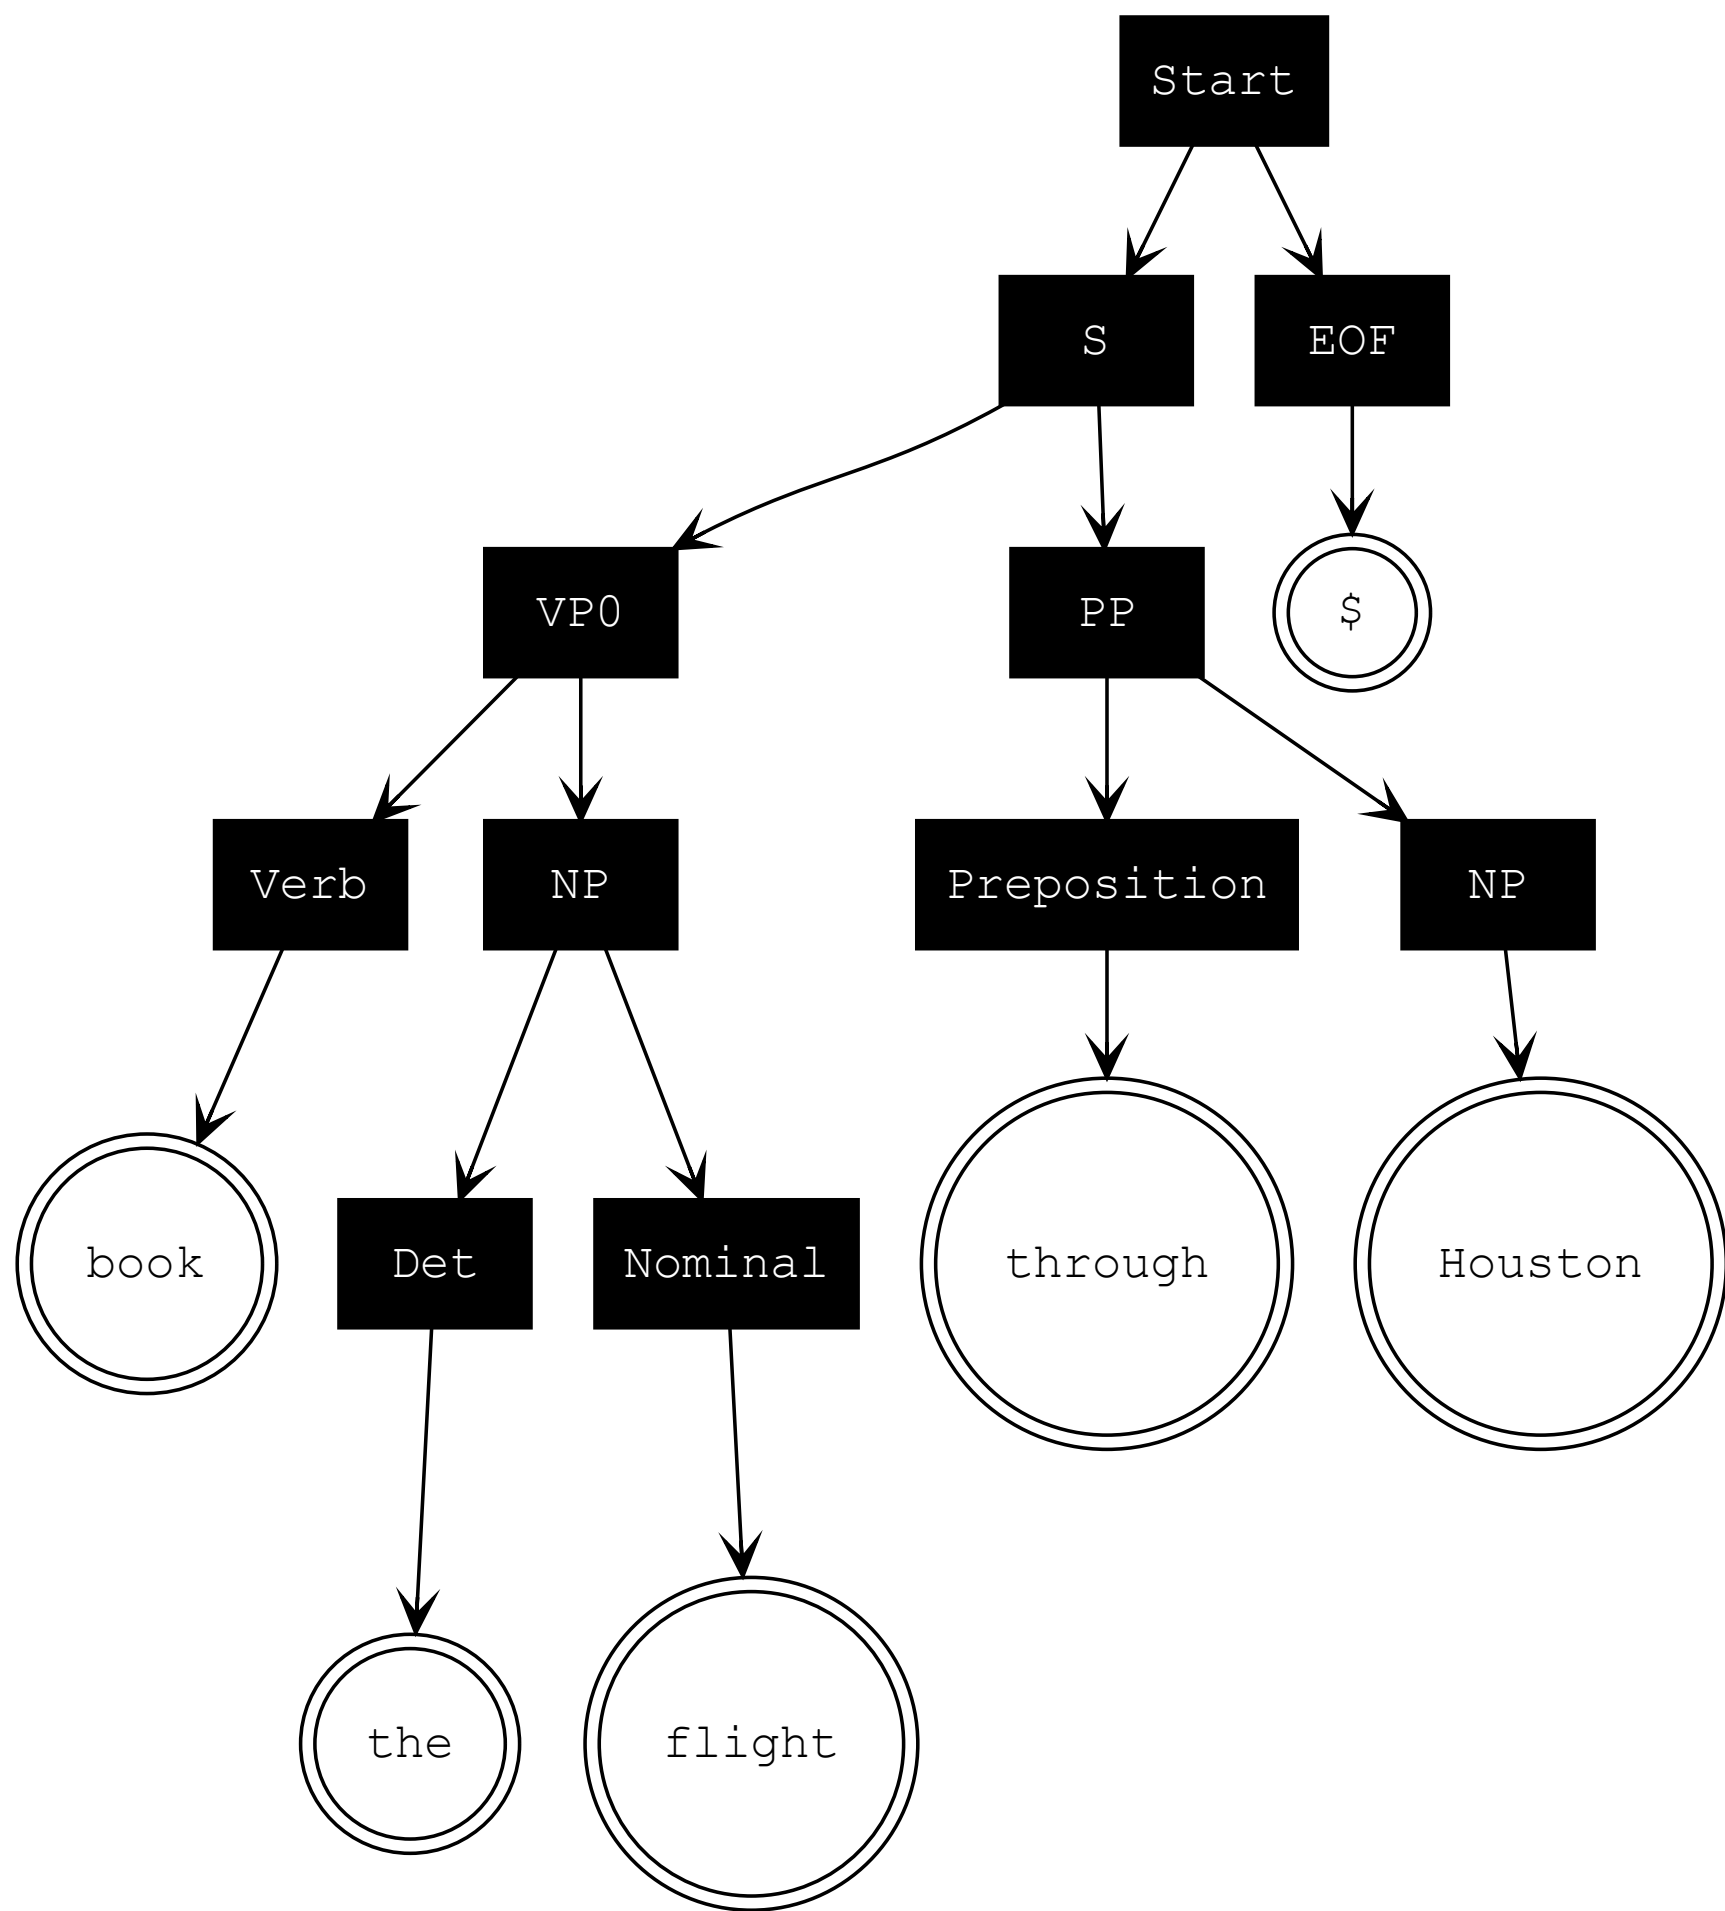 Start
S EOF
VP0 PP $
Verb NP Preposition NP
book Det Nominal through Houston
the flight